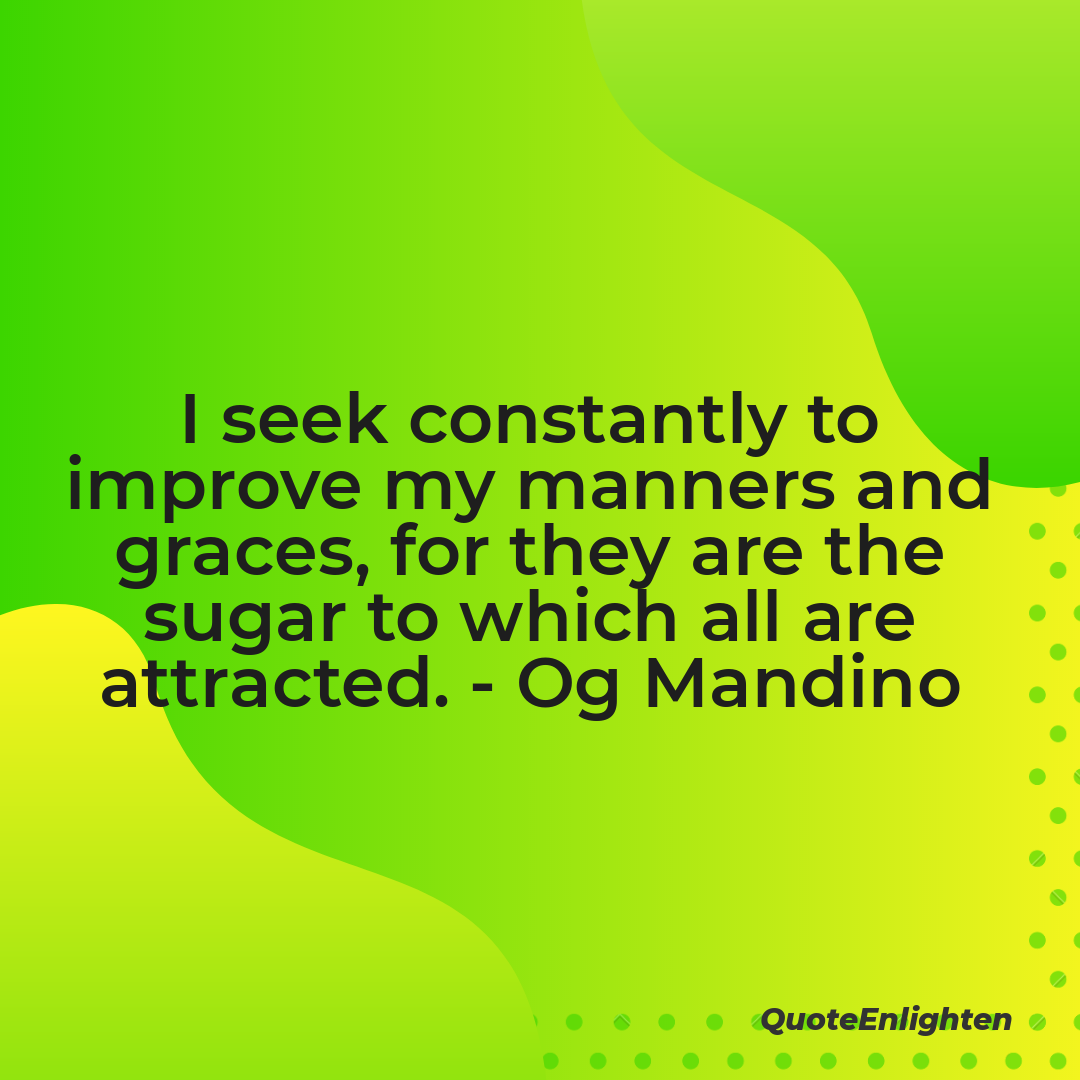 I seek constantly to
improve my manners and
graces, for they are the
sugar to which all are
attracted. - Og Mandino
QuoteEnlighten